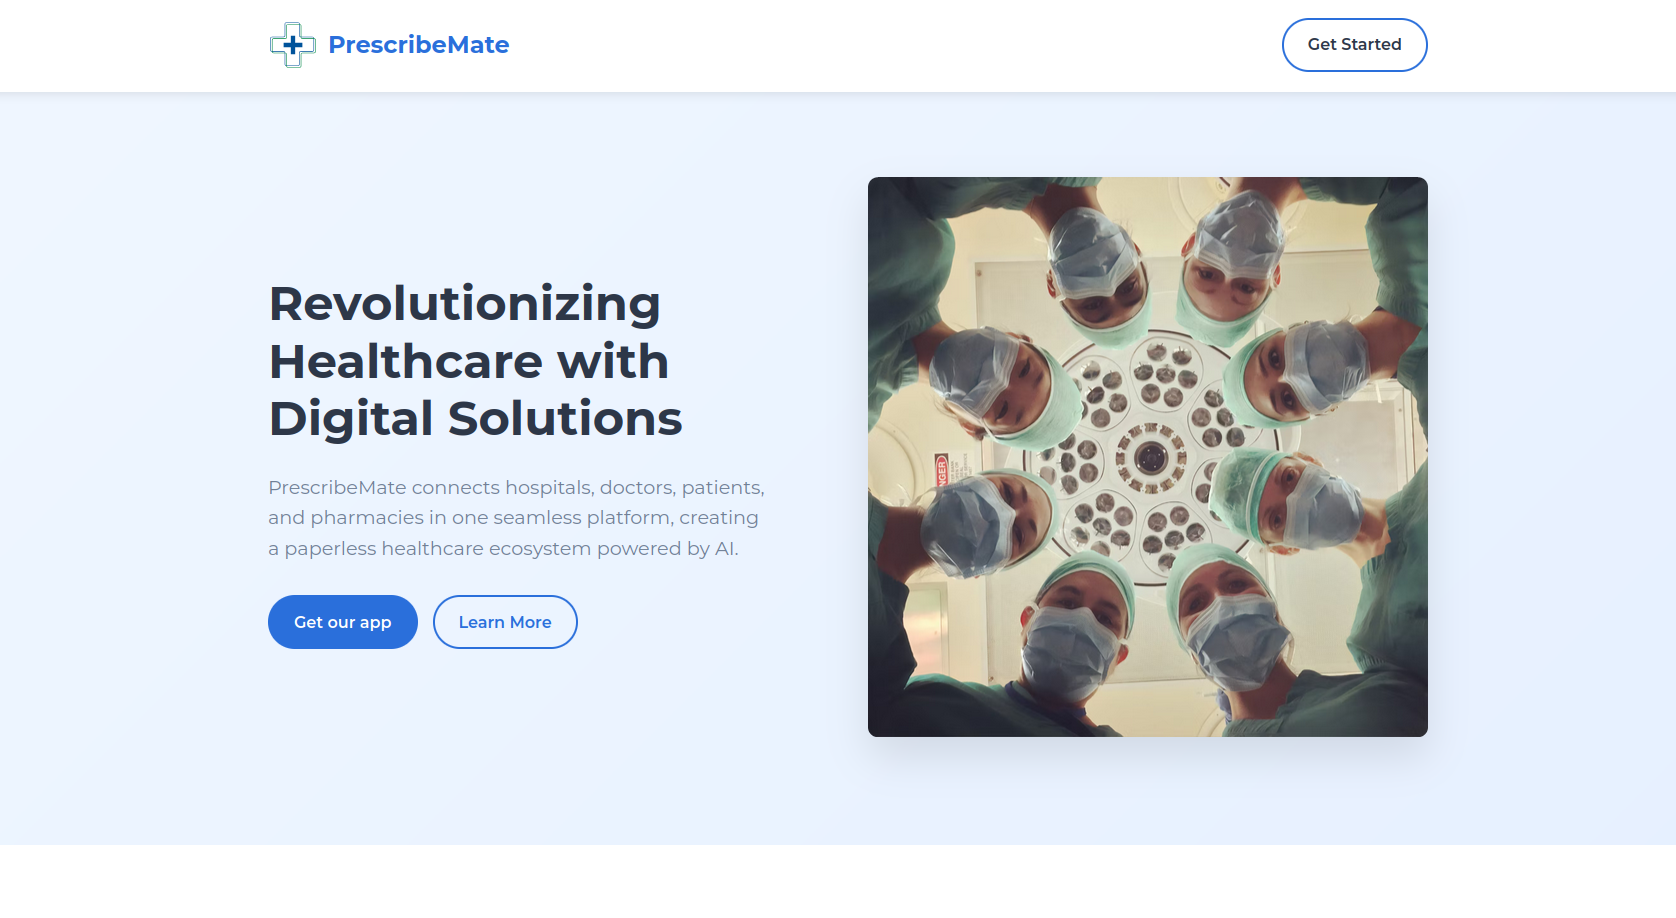 PrescribeMate
Get Started
Revolutionizing
Healthcare with
Digital Solutions
PrescribeMate connects hospitals, doctors, patients,
and pharmacies in one seamless platform, creating
a paperless healthcare ecosystem powered by AI.
Get our app
Learn More